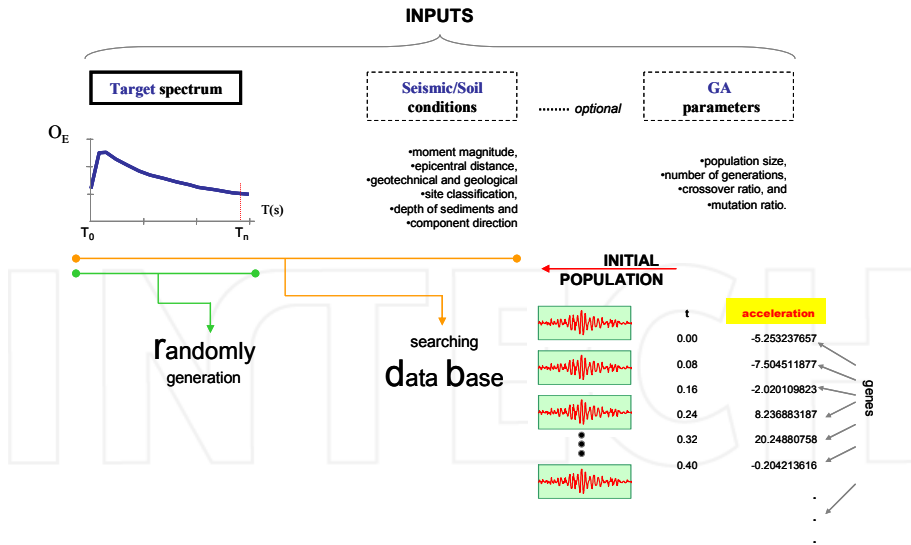 INPUTS
Target spectrum
Seismic/Soil
conditions
........ optional
GA
parameters
O_E
T(s)
T_0
T_n
•moment magnitude,
•epicentral distance,
•geotechnical and geological
•site classification,
•depth of sediments and
•component direction
•population size,
•number of generations,
•crossover ratio, and
•mutation ratio.
INITIAL
POPULATION
randomly
generation
searching
data base
t acceleration
0.00 -5.253237657
0.08 -7.504511877
0.16 -2.020109823
0.24 8.236883187
0.32 20.24880758
0.40 -0.204213616
.
.
.
genes
INTECH